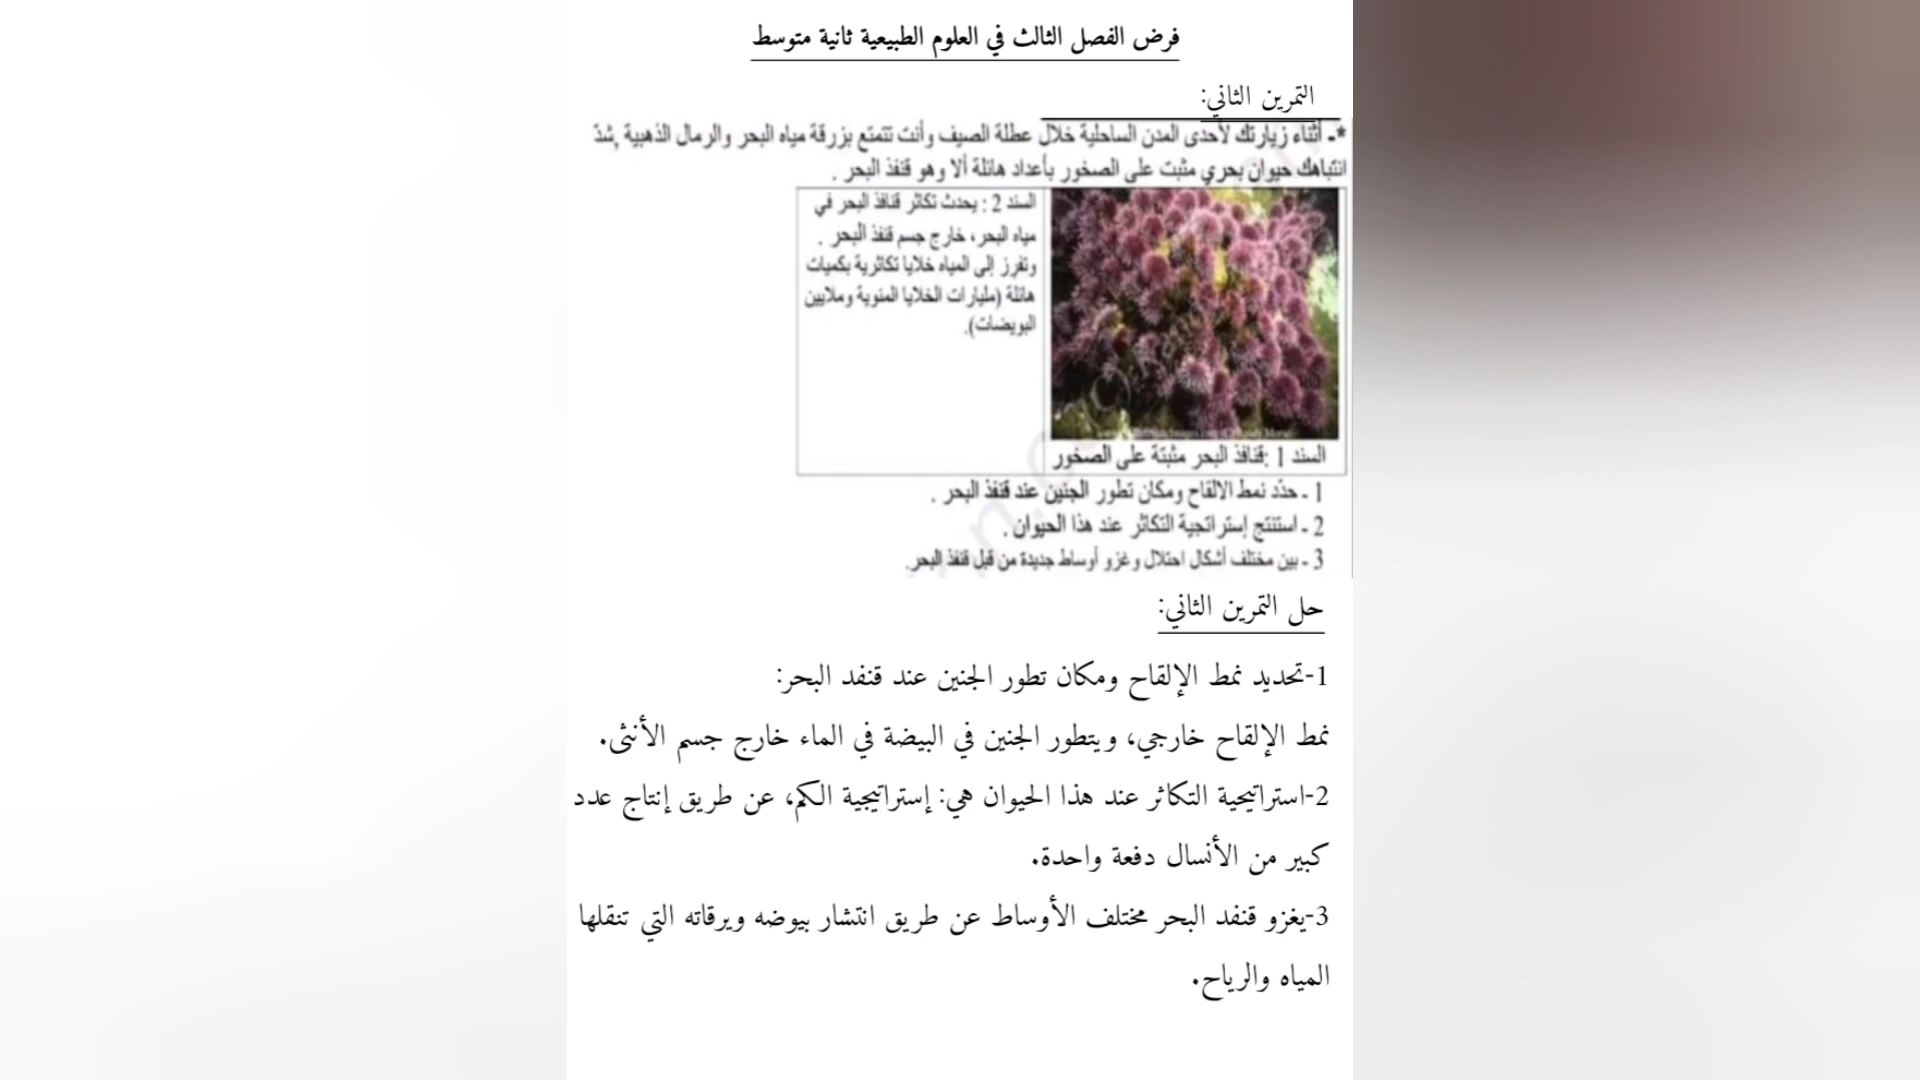 فرض الفصل الثالث في العلوم الطبيعية ثانية متوسط
التمرين الثاني:
*- أثناء زيارتك لأحدى المدن الساحلية خلال عطلة الصيف وأنت تتمتع بزرقة مياه البحر والرمال الذهبية ,شدّ
انتباهك حيوان بحري مثبت على الصخور بأعداد هائلة ألا وهو قنفذ البحر .
السند 1 :قنافذ البحر مثبتة على الصخور
السند 2 : يحدث تكاثر قنافذ البحر في
مياه البحر، خارج جسم قنفذ البحر .
وتفرز إلى المياه خلايا تكاثرية بكميات
هائلة (مليارات الخلايا المنوية وملايين
البويضات).
1 - حدّد نمط الالقاح ومكان تطور الجنين عند قنفذ البحر .
2 - استنتج إستراتجية التكاثر عند هذا الحيوان .
3 - بين مختلف أشكال احتلال وغزو أوساط جديدة من قبل قنفذ البحر.
حل التمرين الثاني:
1-تحديد نمط الإلقاح ومكان تطور الجنين عند قنفد البحر:
نمط الإلقاح خارجي، ويتطور الجنين في البيضة في الماء خارج جسم الأنثى.
2-استراتيحية التكاثر عند هذا الحيوان هي: إستراتيجية الكم، عن طريق إنتاج عدد
كبير من الأنسال دفعة واحدة.
3-يغزو قنفد البحر مختلف الأوساط عن طريق انتشار بيوضه ويرقاته التي تنقلها
المياه والرياح.